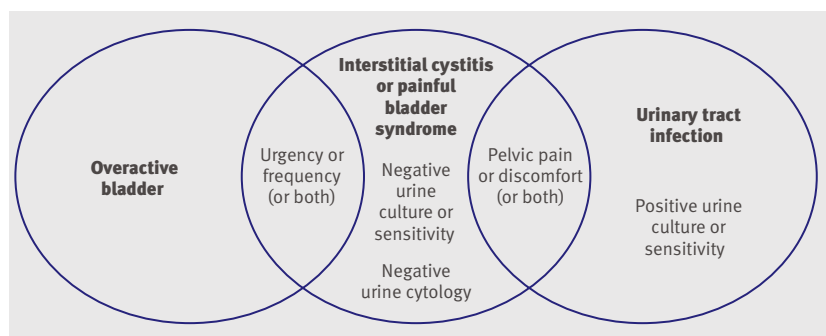 Overactive
bladder
Urgency or
frequency
(or both)
Interstitial cystitis
or painful
bladder
syndrome
Negative
urine
culture or
sensitivity
Negative
urine cytology
Pelvic pain
or discomfort
(or both)
Urinary tract
infection
Positive urine
culture or
sensitivity